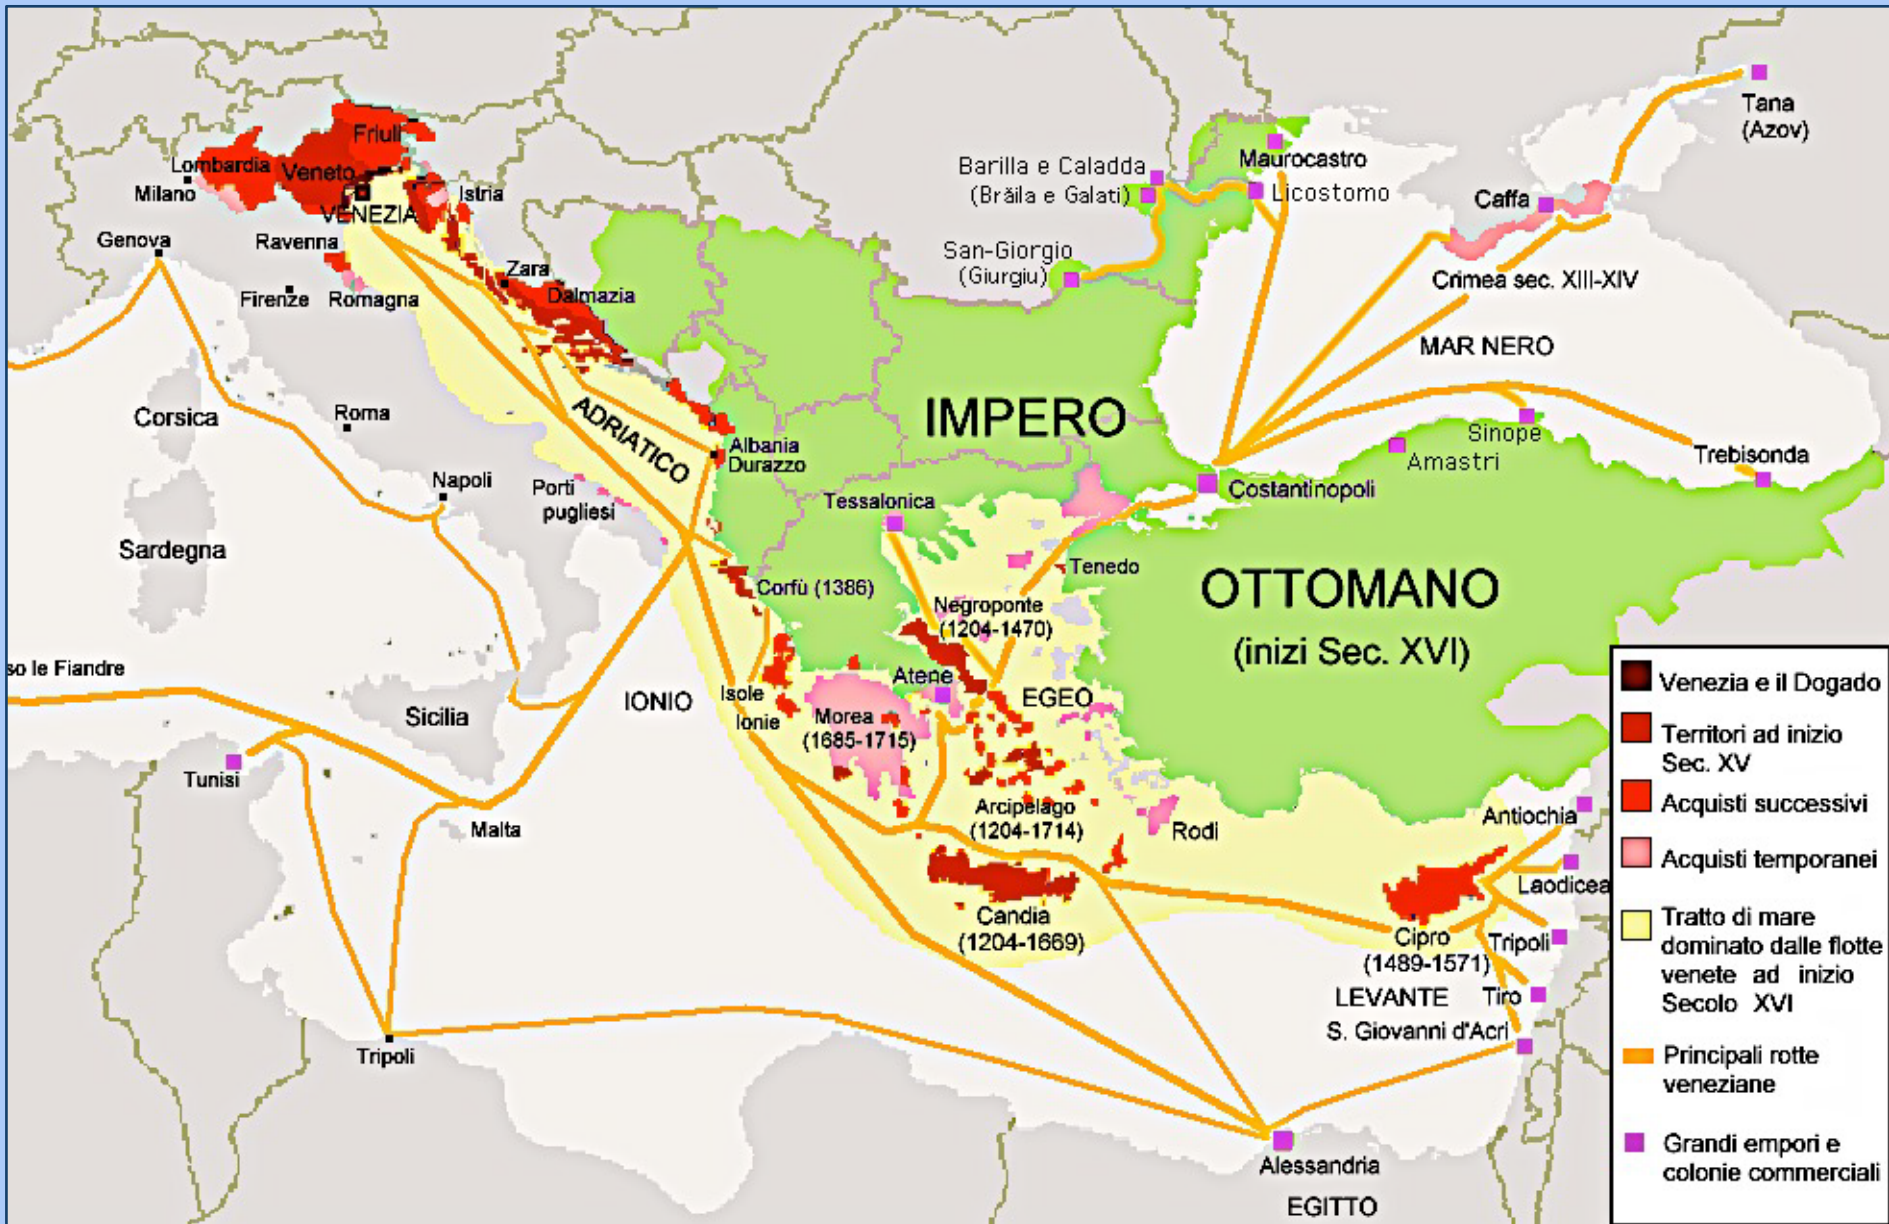 Tana
(Azov)
Friuli
Lombardia
Veneto
Milano
Istria
VENEZIA
Maurocastro
Barilla e Caladda
(Brăila e Galati)
Licostomo
Caffa
Genova
Ravenna
San-Giorgio
(Giurgiu)
Zara
Dalmazia
Firenze
Romagna
Crimea sec. XIII-XIV
MAR NERO
Corsica
Roma
ADRIATICO
IMPERO
Albania
Durazzo
Sinope
Amastri
Trebisonda
Napoli
Porti
pugliesi
Tessalonica
Costantinopoli
Sardegna
Tenedo
Corfù (1386)
OTTOMANO
(inizi Sec. XVI)
Negroponte
(1204-1470)
so le Fiandre
Atene
EGEO
Isole
Ionie
IONIO
Sicilia
Morea
(1685-1715)
Tunisi
Malta
Arcipelago
(1204-1714)
Rodi
Antiochia
Laodicea
Candia
(1204-1669)
Cipro
(1489-1571)
Tripoli
LEVANTE
Tiro
S. Giovanni d'Acri
Tripoli
Alessandria
EGITTO
Venezia e il Dogado
Territori ad inizio
Sec. XV
Acquisti successivi
Acquisti temporanei
Tratto di mare
dominato dalle flotte
venete ad inizio
Secolo XVI
Principali rotte
veneziane
Grandi empori e
colonie commerciali